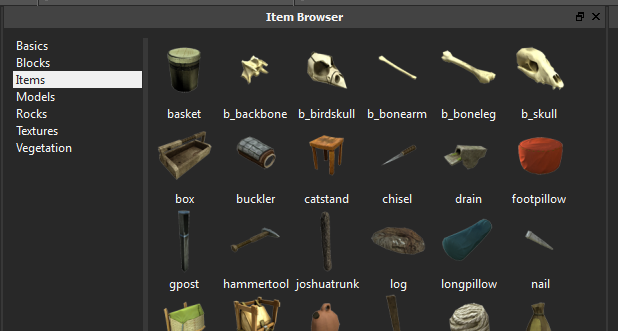 Item Browser
Basics
Blocks
Items
Models
Rocks
Textures
Vegetation
basket b_backbone b_birdskull b_bonearm b_boneleg b_skull
box buckler catstand chisel drain footpillow
gpost hammertool joshuatrunk log longpillow nail